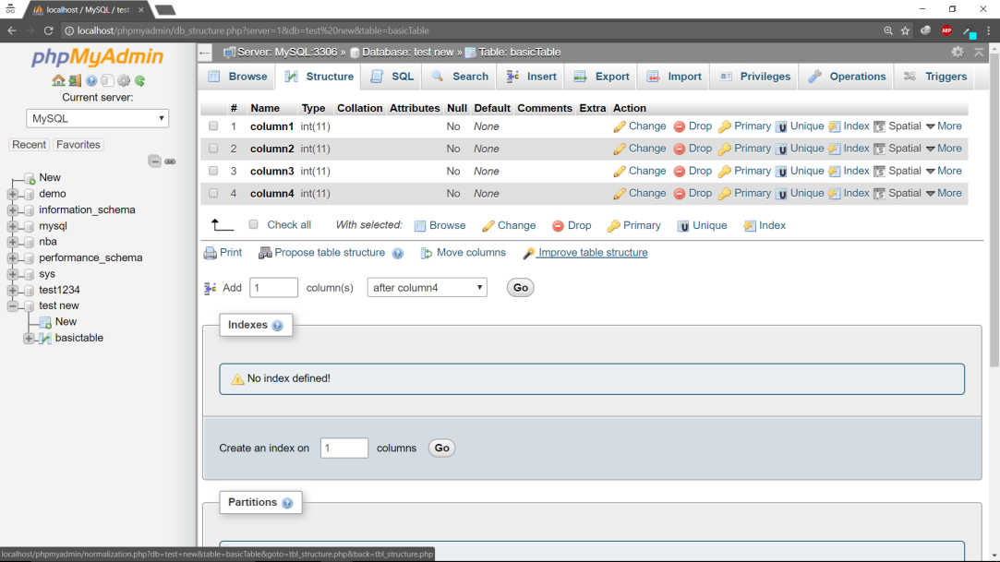 localhost / MySQL / test
localhost/phpmyadmin/db_structure.php?server=1&db=test%20new&table=basicTable
ABP
phpMyAdmin
Current server:
MySQL
Recent Favorites
New
demo
information_schema
mysql
nba
performance_schema
sys
test1234
test new
New
basictable
Server: MySQL:3306 » Database: test new » Table: basicTable
Browse Structure SQL Search Insert Export Import Privileges Operations Triggers
# Name Type Collation Attributes Null Default Comments Extra Action
1 column1 int(11) No None Change Drop Primary Unique Index Spatial More
2 column2 int(11) No None Change Drop Primary Unique Index Spatial More
3 column3 int(11) No None Change Drop Primary Unique Index Spatial More
4 column4 int(11) No None Change Drop Primary Unique Index Spatial More
Check all With selected: Browse Change Drop Primary Unique Index
Print Propose table structure Move columns Improve table structure
Add 1 column(s) after column4 Go
Indexes
No index defined!
Create an index on 1 columns Go
Partitions
localhost/phpmyadmin/normalization.php?db=test+new&table=basicTable&goto=tbl_structure.php&back=tbl_structure.php